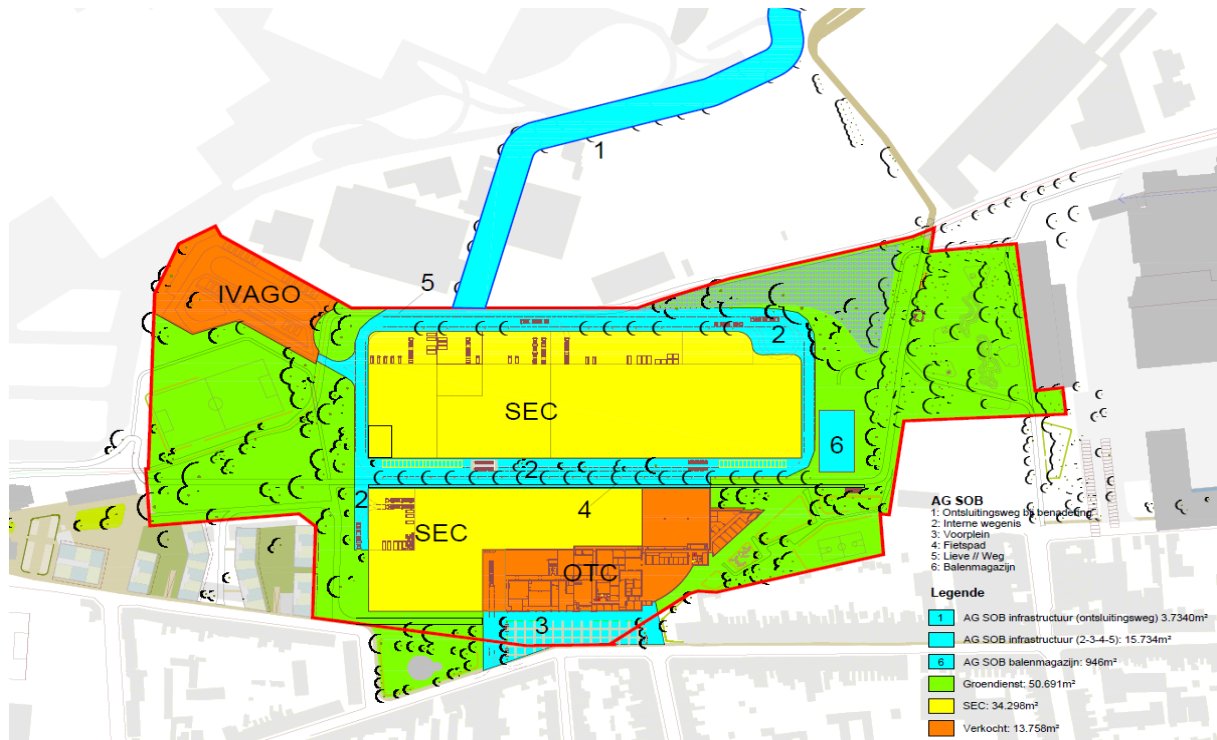 1
IVAGO
5
2
SEC
6
2
2
4
SEC
OTC
3
AG SOB
1: Ontsluitingsweg bij benadering
2: Interne wegenis
3: Voorplein
4: Fietspad
5: Lieve // Weg
6: Balenmagazijn
Legende
1 AG SOB infrastructuur (ontsluitingsweg) 3.7340m²
AG SOB infrastructuur (2-3-4-5): 15.734m²
6 AG SOB balenmagazijn: 946m²
Groendienst: 50.691m²
SEC: 34.298m²
Verkocht: 13.758m²